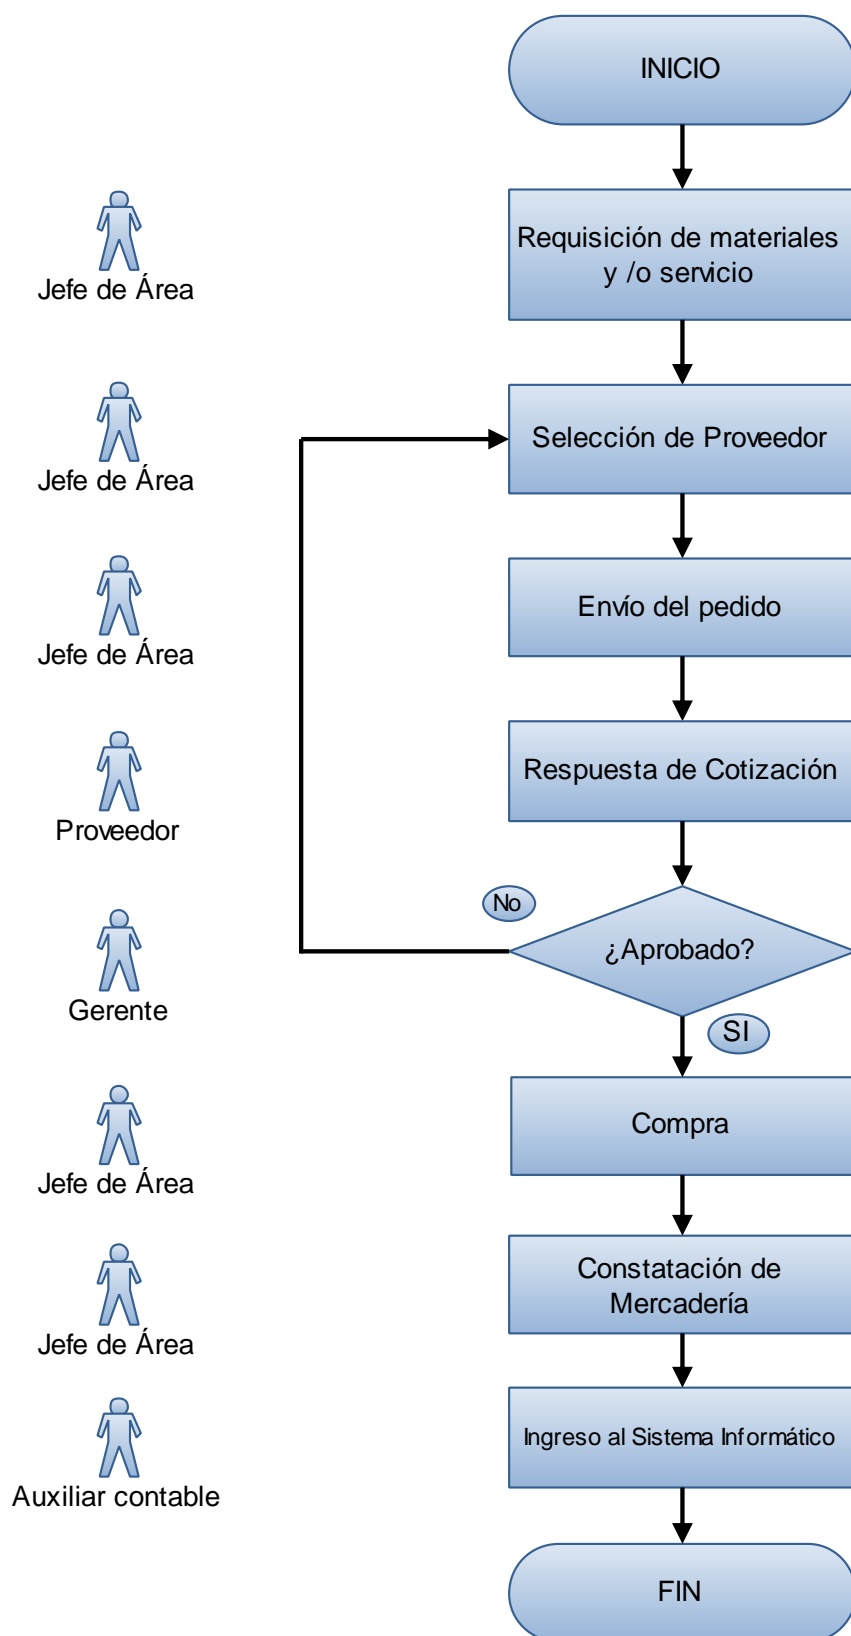 INICIO
Jefe de Área
Requisición de materiales
y /o servicio
Jefe de Área
Selección de Proveedor
Jefe de Área
Envío del pedido
Proveedor
Respuesta de Cotización
No
Gerente
¿Aprobado?
SI
Jefe de Área
Compra
Jefe de Área
Constatación de
Mercadería
Auxiliar contable
Ingreso al Sistema Informático
FIN